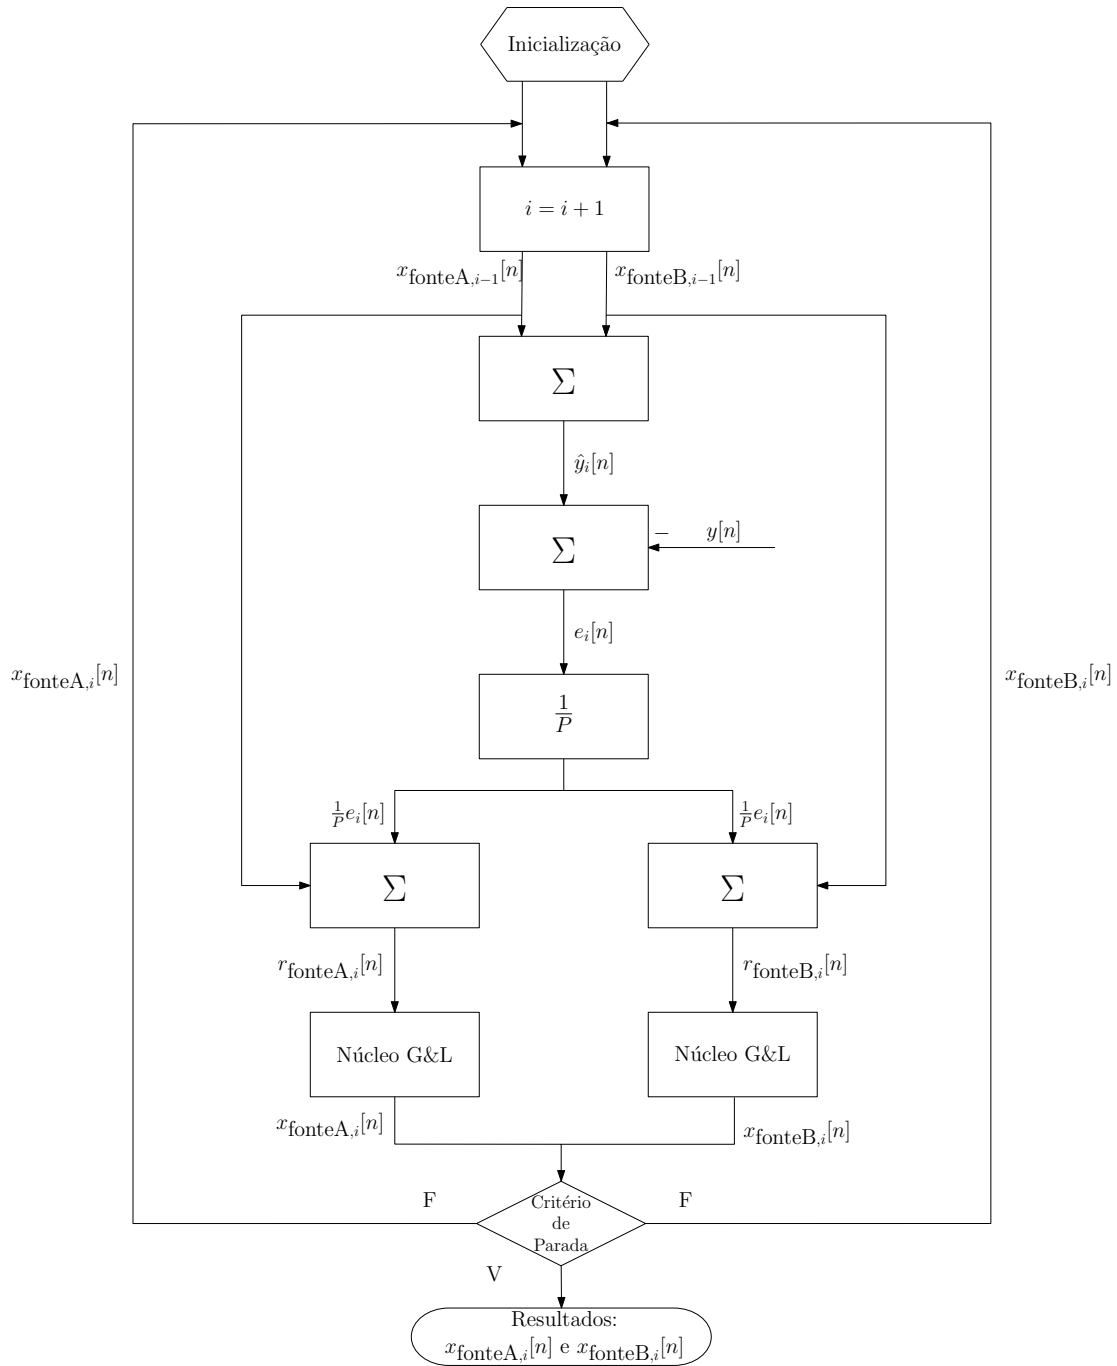 Inicialização
i = i + 1
x_{fonteA,i−1}[n]
x_{fonteB,i−1}[n]
∑
ŷ_i[n]
∑
− y[n]
e_i[n]
x_{fonteA,i}[n]
x_{fonteB,i}[n]
1/P
1/P e_i[n]
1/P e_i[n]
∑
∑
r_{fonteA,i}[n]
r_{fonteB,i}[n]
Núcleo G&L
Núcleo G&L
x_{fonteA,i}[n]
x_{fonteB,i}[n]
F
F
Critério
de
Parada
V
Resultados:
x_{fonteA,i}[n] e x_{fonteB,i}[n]